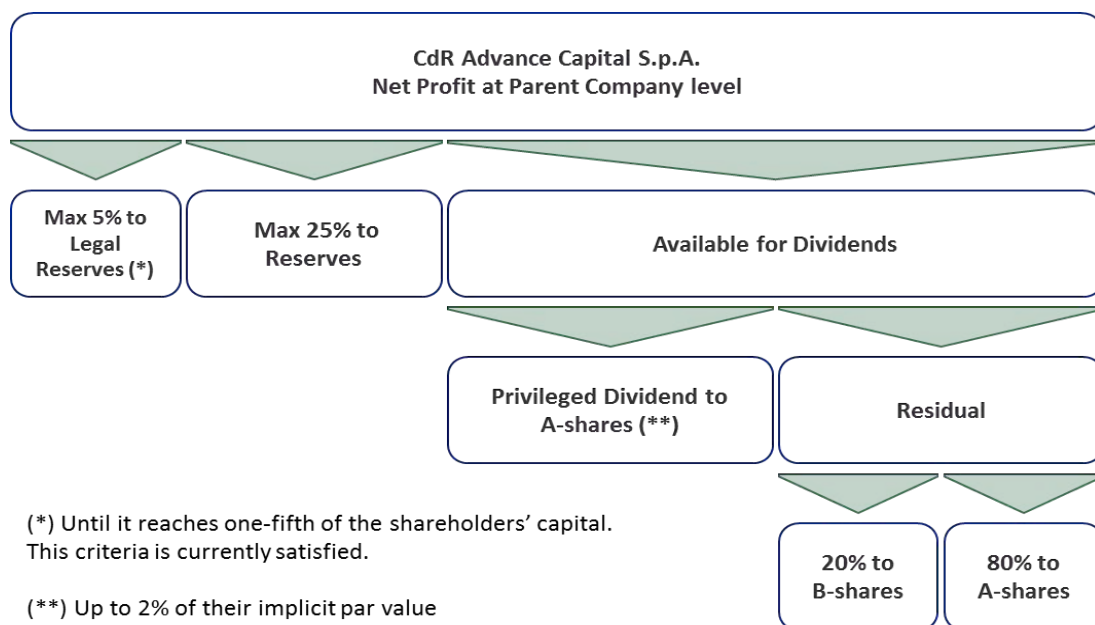 CdR Advance Capital S.p.A.
Net Profit at Parent Company level
Max 5% to
Legal
Reserves (*)
Max 25% to
Reserves
Available for Dividends
Privileged Dividend to
A-shares (**)
Residual
20% to
B-shares
80% to
A-shares
(*) Until it reaches one-fifth of the shareholders’ capital.
This criteria is currently satisfied.
(**) Up to 2% of their implicit par value